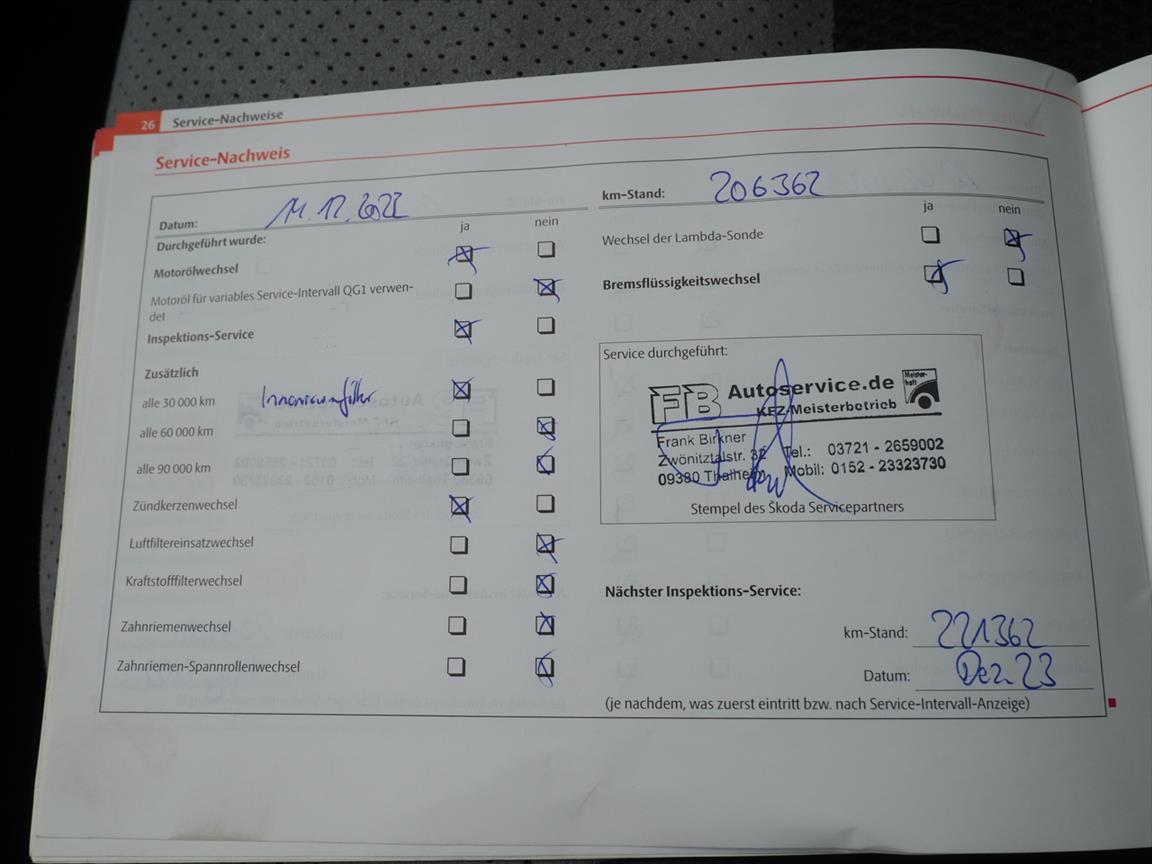 26 Service-Nachweise
Service-Nachweis
Datum: 14.12.2022
ja nein
Durchgeführt wurde:
Motorölwechsel
Motoröl für variables Service-Intervall QG1 verwen-
det
Inspektions-Service
Zusätzlich
alle 30 000 km Innenraumfilter
alle 60 000 km
alle 90 000 km
Zündkerzenwechsel
Luftfiltereinsatzwechsel
Kraftstofffilterwechsel
Zahnriemenwechsel
Zahnriemen-Spannrollenwechsel
km-Stand: 206362
ja nein
Wechsel der Lambda-Sonde
Bremsflüssigkeitswechsel
Service durchgeführt:
FB Autoservice.de
Meister-
haft
KFZ-Meisterbetrieb
Frank Birkner
Zwönitztalstr. 32 Tel.: 03721 - 2659002
09380 Thalheim Mobil: 0152 - 23323730
Stempel des Škoda Servicepartners
Nächster Inspektions-Service:
km-Stand: 221362
Datum: Dez. 23
(je nachdem, was zuerst eintritt bzw. nach Service-Intervall-Anzeige)